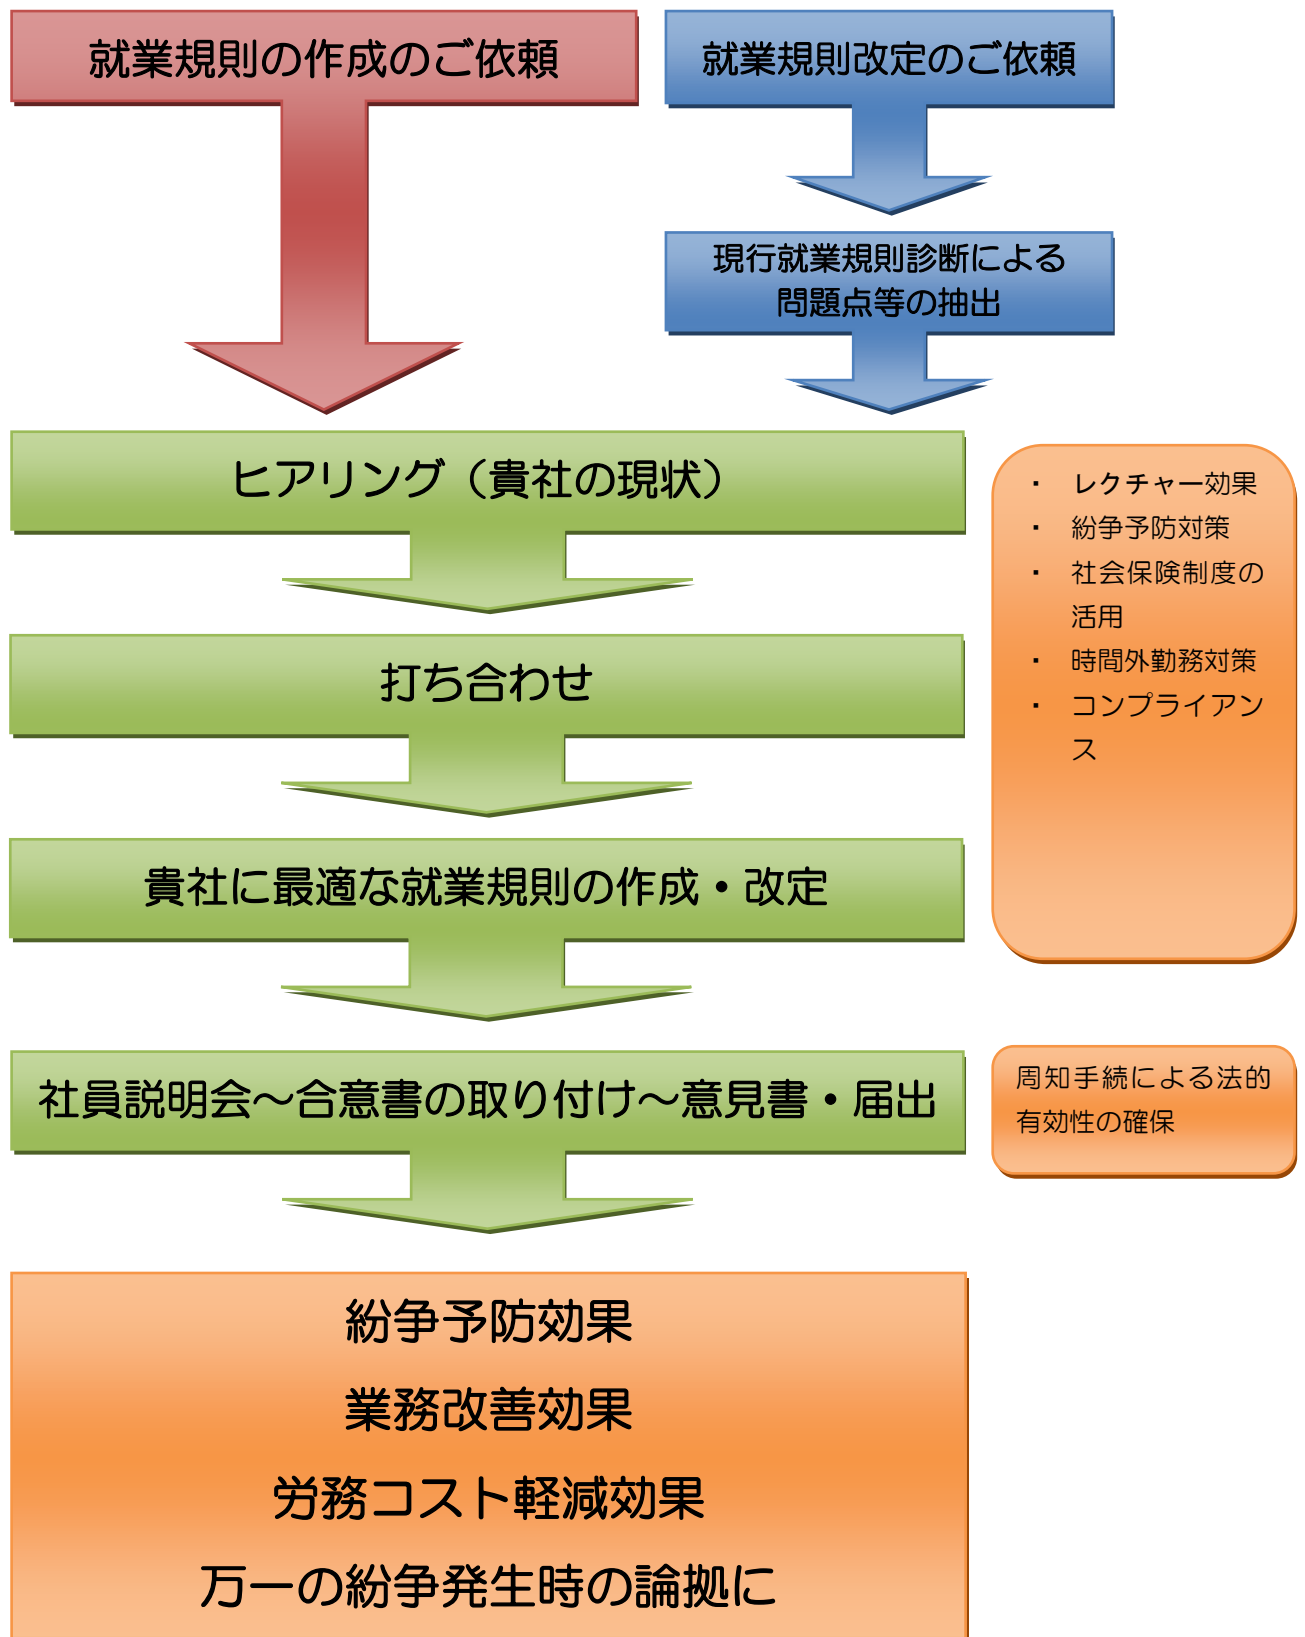 就業規則の作成のご依頼
就業規則改定のご依頼
現行就業規則診断による
問題点等の抽出
ヒアリング（貴社の現状）
・ レクチャー効果
・ 紛争予防対策
・ 社会保険制度の
活用
・ 時間外勤務対策
・ コンプライアン
ス
打ち合わせ
貴社に最適な就業規則の作成・改定
社員説明会～合意書の取り付け～意見書・届出
周知手続による法的
有効性の確保
紛争予防効果
業務改善効果
労務コスト軽減効果
万一の紛争発生時の論拠に